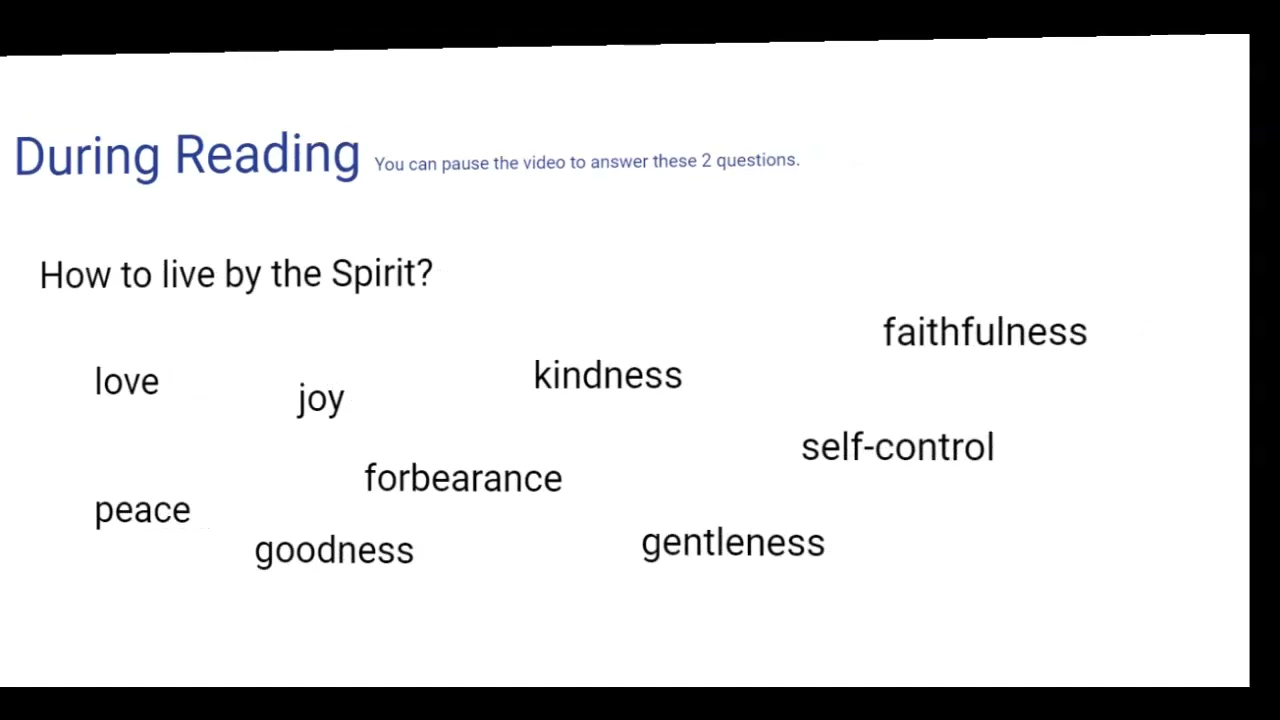 During Reading You can pause the video to answer these 2 questions.
How to live by the Spirit?
faithfulness
love joy kindness
self-control
forbearance
peace
goodness gentleness